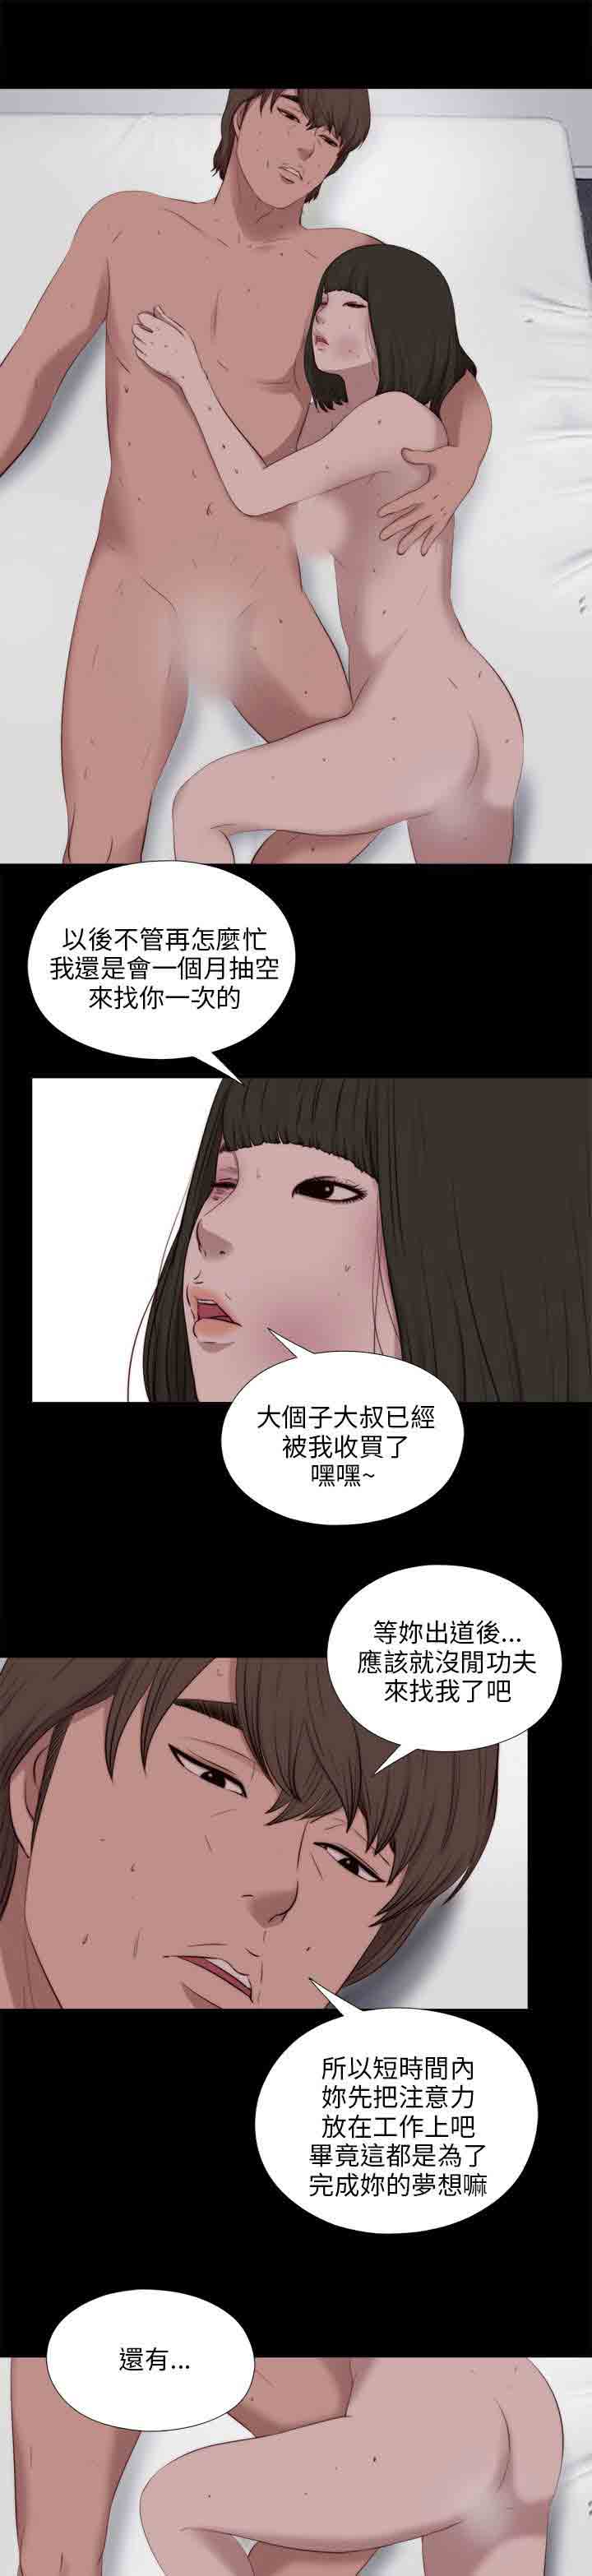 以後不管再怎麼忙
我還是會一個月抽空
來找你一次的
大個子大叔已經
被我收買了
嘿嘿~
等妳出道後...
應該就沒閒功夫
來找我了吧
所以短時間內
妳先把注意力
放在工作上吧
畢竟這都是為了
完成妳的夢想嘛
還有...